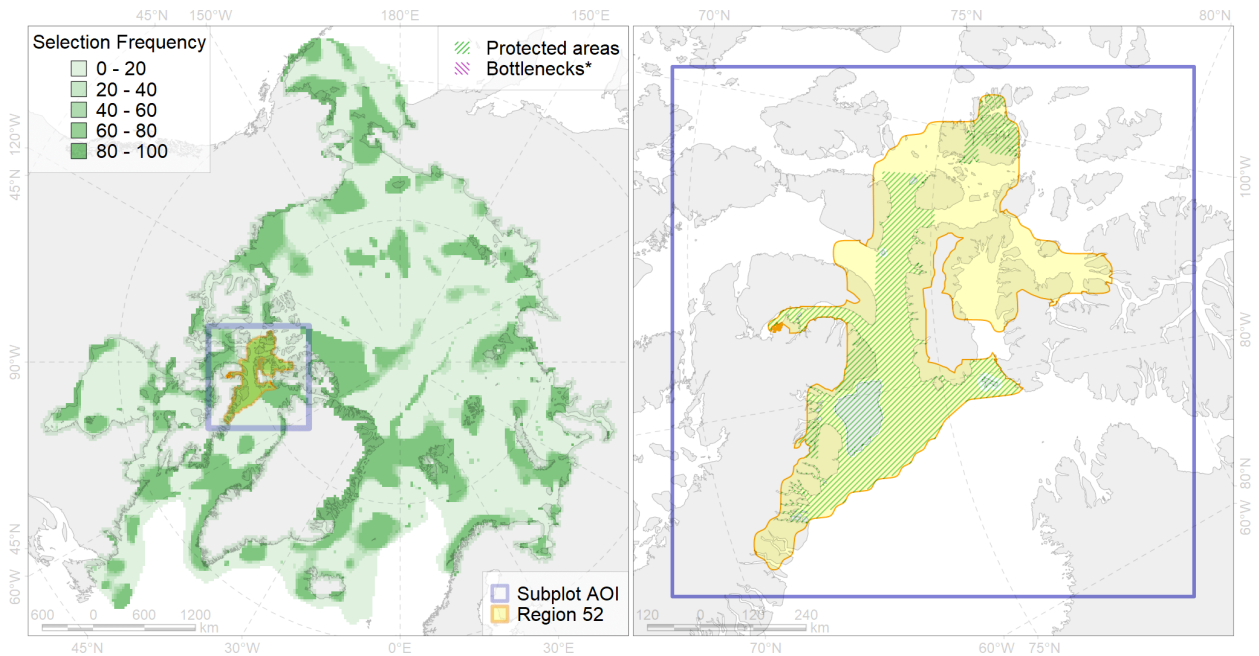 45°N 150°W 180°E 150°E 70°N 75°N 80°N
Selection Frequency
0 - 20
20 - 40
40 - 60
60 - 80
80 - 100
Protected areas
Bottlenecks*
120°W
45°N
90°W
45°N
60°W
100°W
80°W
80°N
60°W
Subplot AOI
Region 52
600 0 600 1200
km
120 0 120 240
km
45°N 30°W 0°E 30°E 70°N 60°W 75°N